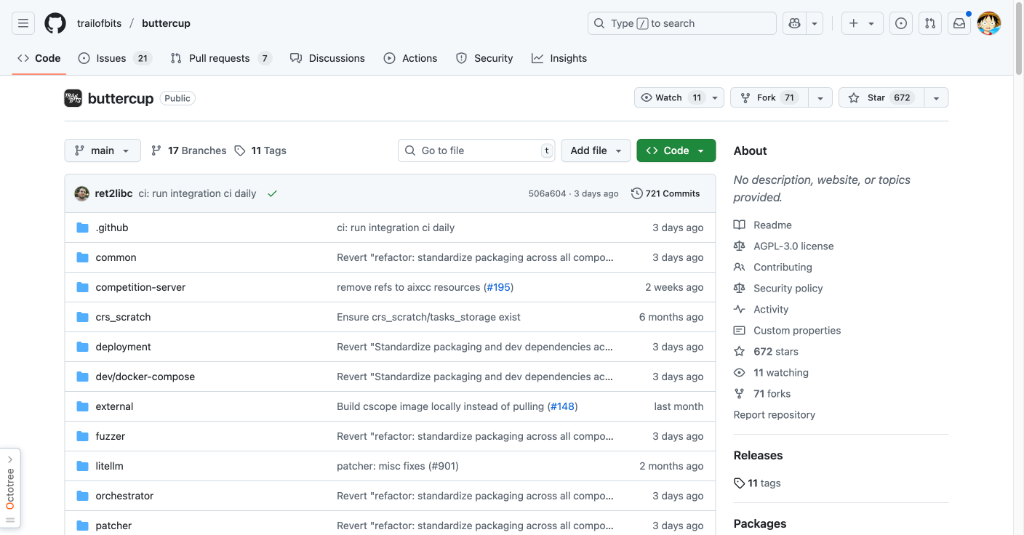 trailofbits / buttercup
Type / to search
Code
Issues 21
Pull requests 7
Discussions
Actions
Security
Insights
buttercup Public
Watch 11
Fork 71
Star 672
main
17 Branches
11 Tags
Go to file t
Add file
Code
ret2libc ci: run integration ci daily 506a604 · 3 days ago 721 Commits
.github ci: run integration ci daily 3 days ago
common Revert "refactor: standardize packaging across all compo... 3 days ago
competition-server remove refs to aixcc resources (#195) 2 weeks ago
crs_scratch Ensure crs_scratch/tasks_storage exist 6 months ago
deployment Revert "Standardize packaging and dev dependencies ac... 3 days ago
dev/docker-compose Revert "Standardize packaging and dev dependencies ac... 3 days ago
external Build cscope image locally instead of pulling (#148) last month
fuzzer Revert "refactor: standardize packaging across all compo... 3 days ago
litellm patcher: misc fixes (#901) 2 months ago
orchestrator Revert "refactor: standardize packaging across all compo... 3 days ago
patcher Revert "refactor: standardize packaging across all compo... 3 days ago
About
No description, website, or topics
provided.
Readme
AGPL-3.0 license
Contributing
Security policy
Activity
Custom properties
672 stars
11 watching
71 forks
Report repository
Releases
11 tags
Packages
Octotree